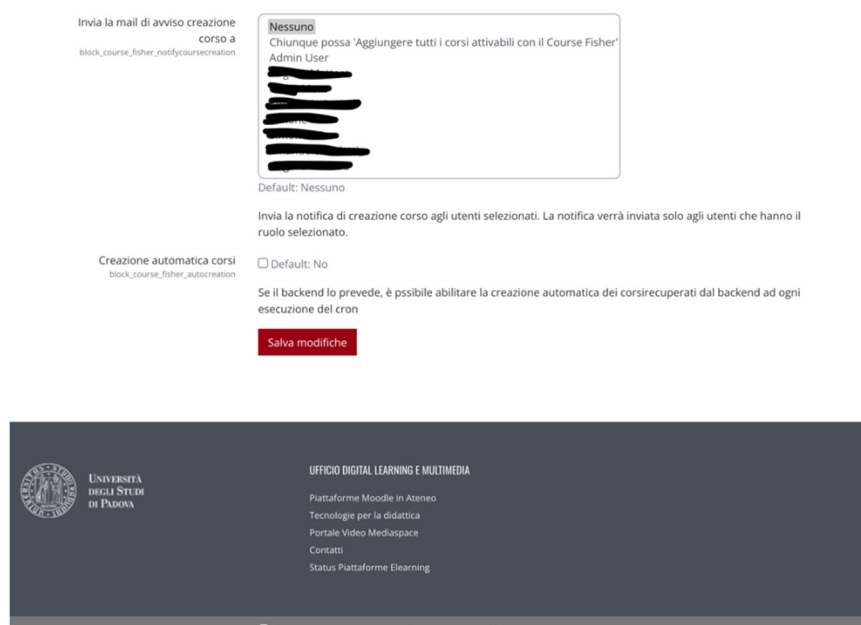 Invia la mail di avviso creazione
corso a
block_course_fisher_notifycoursecreation
Nessuno
Chiunque possa 'Aggiungere tutti i corsi attivabili con il Course Fisher'
Admin User
Default: Nessuno
Invia la notifica di creazione corso agli utenti selezionati. La notifica verrà inviata solo agli utenti che hanno il
ruolo selezionato.
Creazione automatica corsi
block_course_fisher_autocreation
Default: No
Se il backend lo prevede, è pssibile abilitare la creazione automatica dei corsirecuperati dal backend ad ogni
esecuzione del cron
Salva modifiche
UNIVERSITÀ
DEGLI STUDI
DI PADOVA
UFFICIO DIGITAL LEARNING E MULTIMEDIA
Piattaforme Moodle in Ateneo
Tecnologie per la didattica
Portale Video Mediaspace
Contatti
Status Piattaforme Elearning